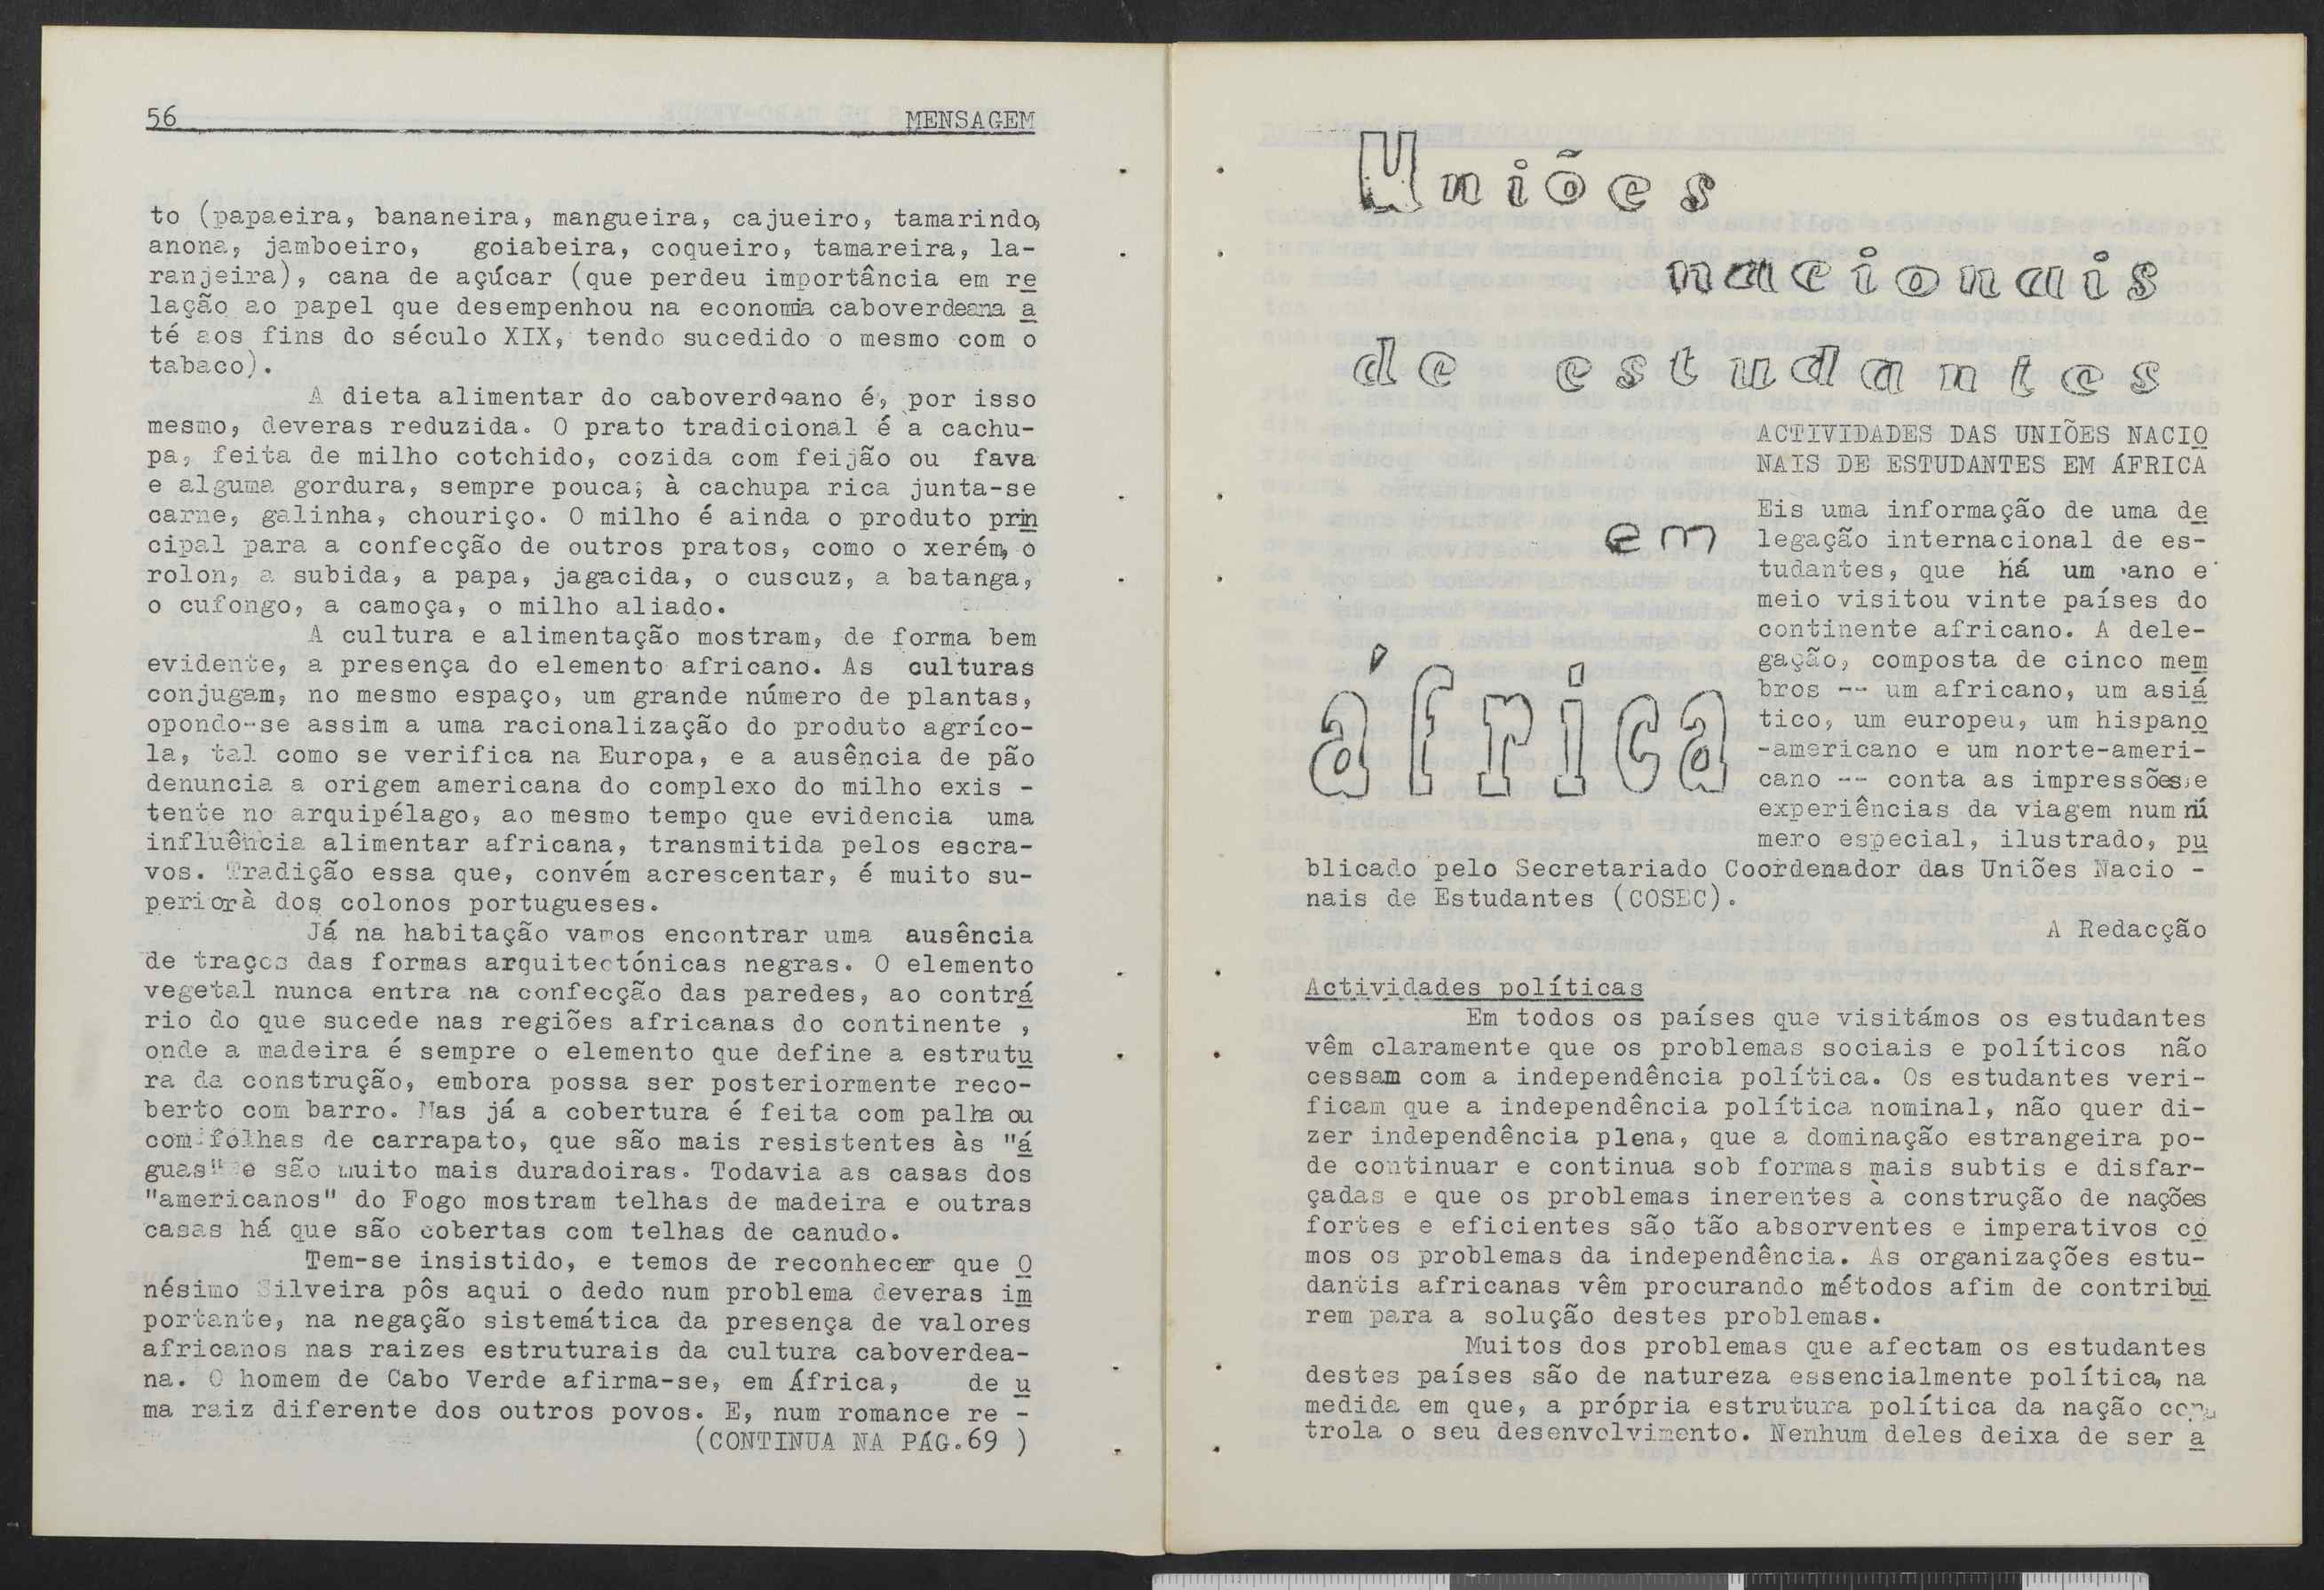 56 MENSAGEM
to (papaeira, bananeira, mangueira, cajueiro, tamarindo,
anona, jamboeiro, goiabeira, coqueiro, tamareira, la-
ranjeira), cana de açúcar (que perdeu importância em re
lação ao papel que desempenhou na economia caboverdeana a
té aos fins do século XIX, tendo sucedido o mesmo com o
tabaco).
A dieta alimentar do caboverdeano é, por isso
mesmo, deveras reduzida. O prato tradicional é a cachu-
pa, feita de milho cotchido, cozida com feijão ou fava
e alguma gordura, sempre pouca; à cachupa rica junta-se
carne, galinha, chouriço. O milho é ainda o produto prin
cipal para a confecção de outros pratos, como o xerém, o
rolon, a subida, a papa, jagacida, o cuscuz, a batanga,
o cufongo, a camoça, o milho aliado.
A cultura e alimentação mostram, de forma bem
evidente, a presença do elemento africano. As culturas
conjugam, no mesmo espaço, um grande número de plantas,
opondo-se assim a uma racionalização do produto agríco-
la, tal como se verifica na Europa, e a ausência de pão
denuncia a origem americana do complexo do milho exis -
tente no arquipélago, ao mesmo tempo que evidencia uma
influência alimentar africana, transmitida pelos escra-
vos. Tradição essa que, convém acrescentar, é muito su-
perior à dos colonos portugueses.
Já na habitação vamos encontrar uma ausência
de traços das formas arquitectónicas negras. O elemento
vegetal nunca entra na confecção das paredes, ao contrá
rio do que sucede nas regiões africanas do continente ,
onde a madeira é sempre o elemento que define a estrutu
ra da construção, embora possa ser posteriormente reco-
berto com barro. Mas já a cobertura é feita com palha ou
com folhas de carrapato, que são mais resistentes às "á
guas" e são muito mais duradoiras. Todavia as casas dos
"americanos" do Fogo mostram telhas de madeira e outras
casas há que são cobertas com telhas de canudo.
Tem-se insistido, e temos de reconhecer que O
nésimo Silveira pôs aqui o dedo num problema deveras im
portante, na negação sistemática da presença de valores
africanos nas raizes estruturais da cultura caboverdea-
na. O homem de Cabo Verde afirma-se, em África, de u
ma raiz diferente dos outros povos. E, num romance re -
(CONTINUA NA PÁG.69 )
Uniões
nacionais
de estudantes
em
áfrica
ACTIVIDADES DAS UNIÕES NACIO
NAIS DE ESTUDANTES EM ÁFRICA
Eis uma informação de uma de
legação internacional de es-
tudantes, que há um ano e
meio visitou vinte países do
continente africano. A dele-
gação, composta de cinco mem
bros -- um africano, um asiá
tico, um europeu, um hispano
-americano e um norte-ameri-
cano -- conta as impressões e
experiências da viagem num nú
mero especial, ilustrado, pu
blicado pelo Secretariado Coordenador das Uniões Nacio -
nais de Estudantes (COSEC).
A Redacção
Actividades políticas
Em todos os países que visitámos os estudantes
vêm claramente que os problemas sociais e políticos não
cessam com a independência política. Os estudantes veri-
ficam que a independência política nominal, não quer di-
zer independência plena, que a dominação estrangeira po-
de continuar e continua sob formas mais subtis e disfar-
çadas e que os problemas inerentes à construção de nações
fortes e eficientes são tão absorventes e imperativos co
mos os problemas da independência. As organizações estu-
dantis africanas vêm procurando métodos afim de contribui
rem para a solução destes problemas.
Muitos dos problemas que afectam os estudantes
destes países são de natureza essencialmente política, na
medida em que, a própria estrutura política da nação con
trola o seu desenvolvimento. Nenhum deles deixa de ser a